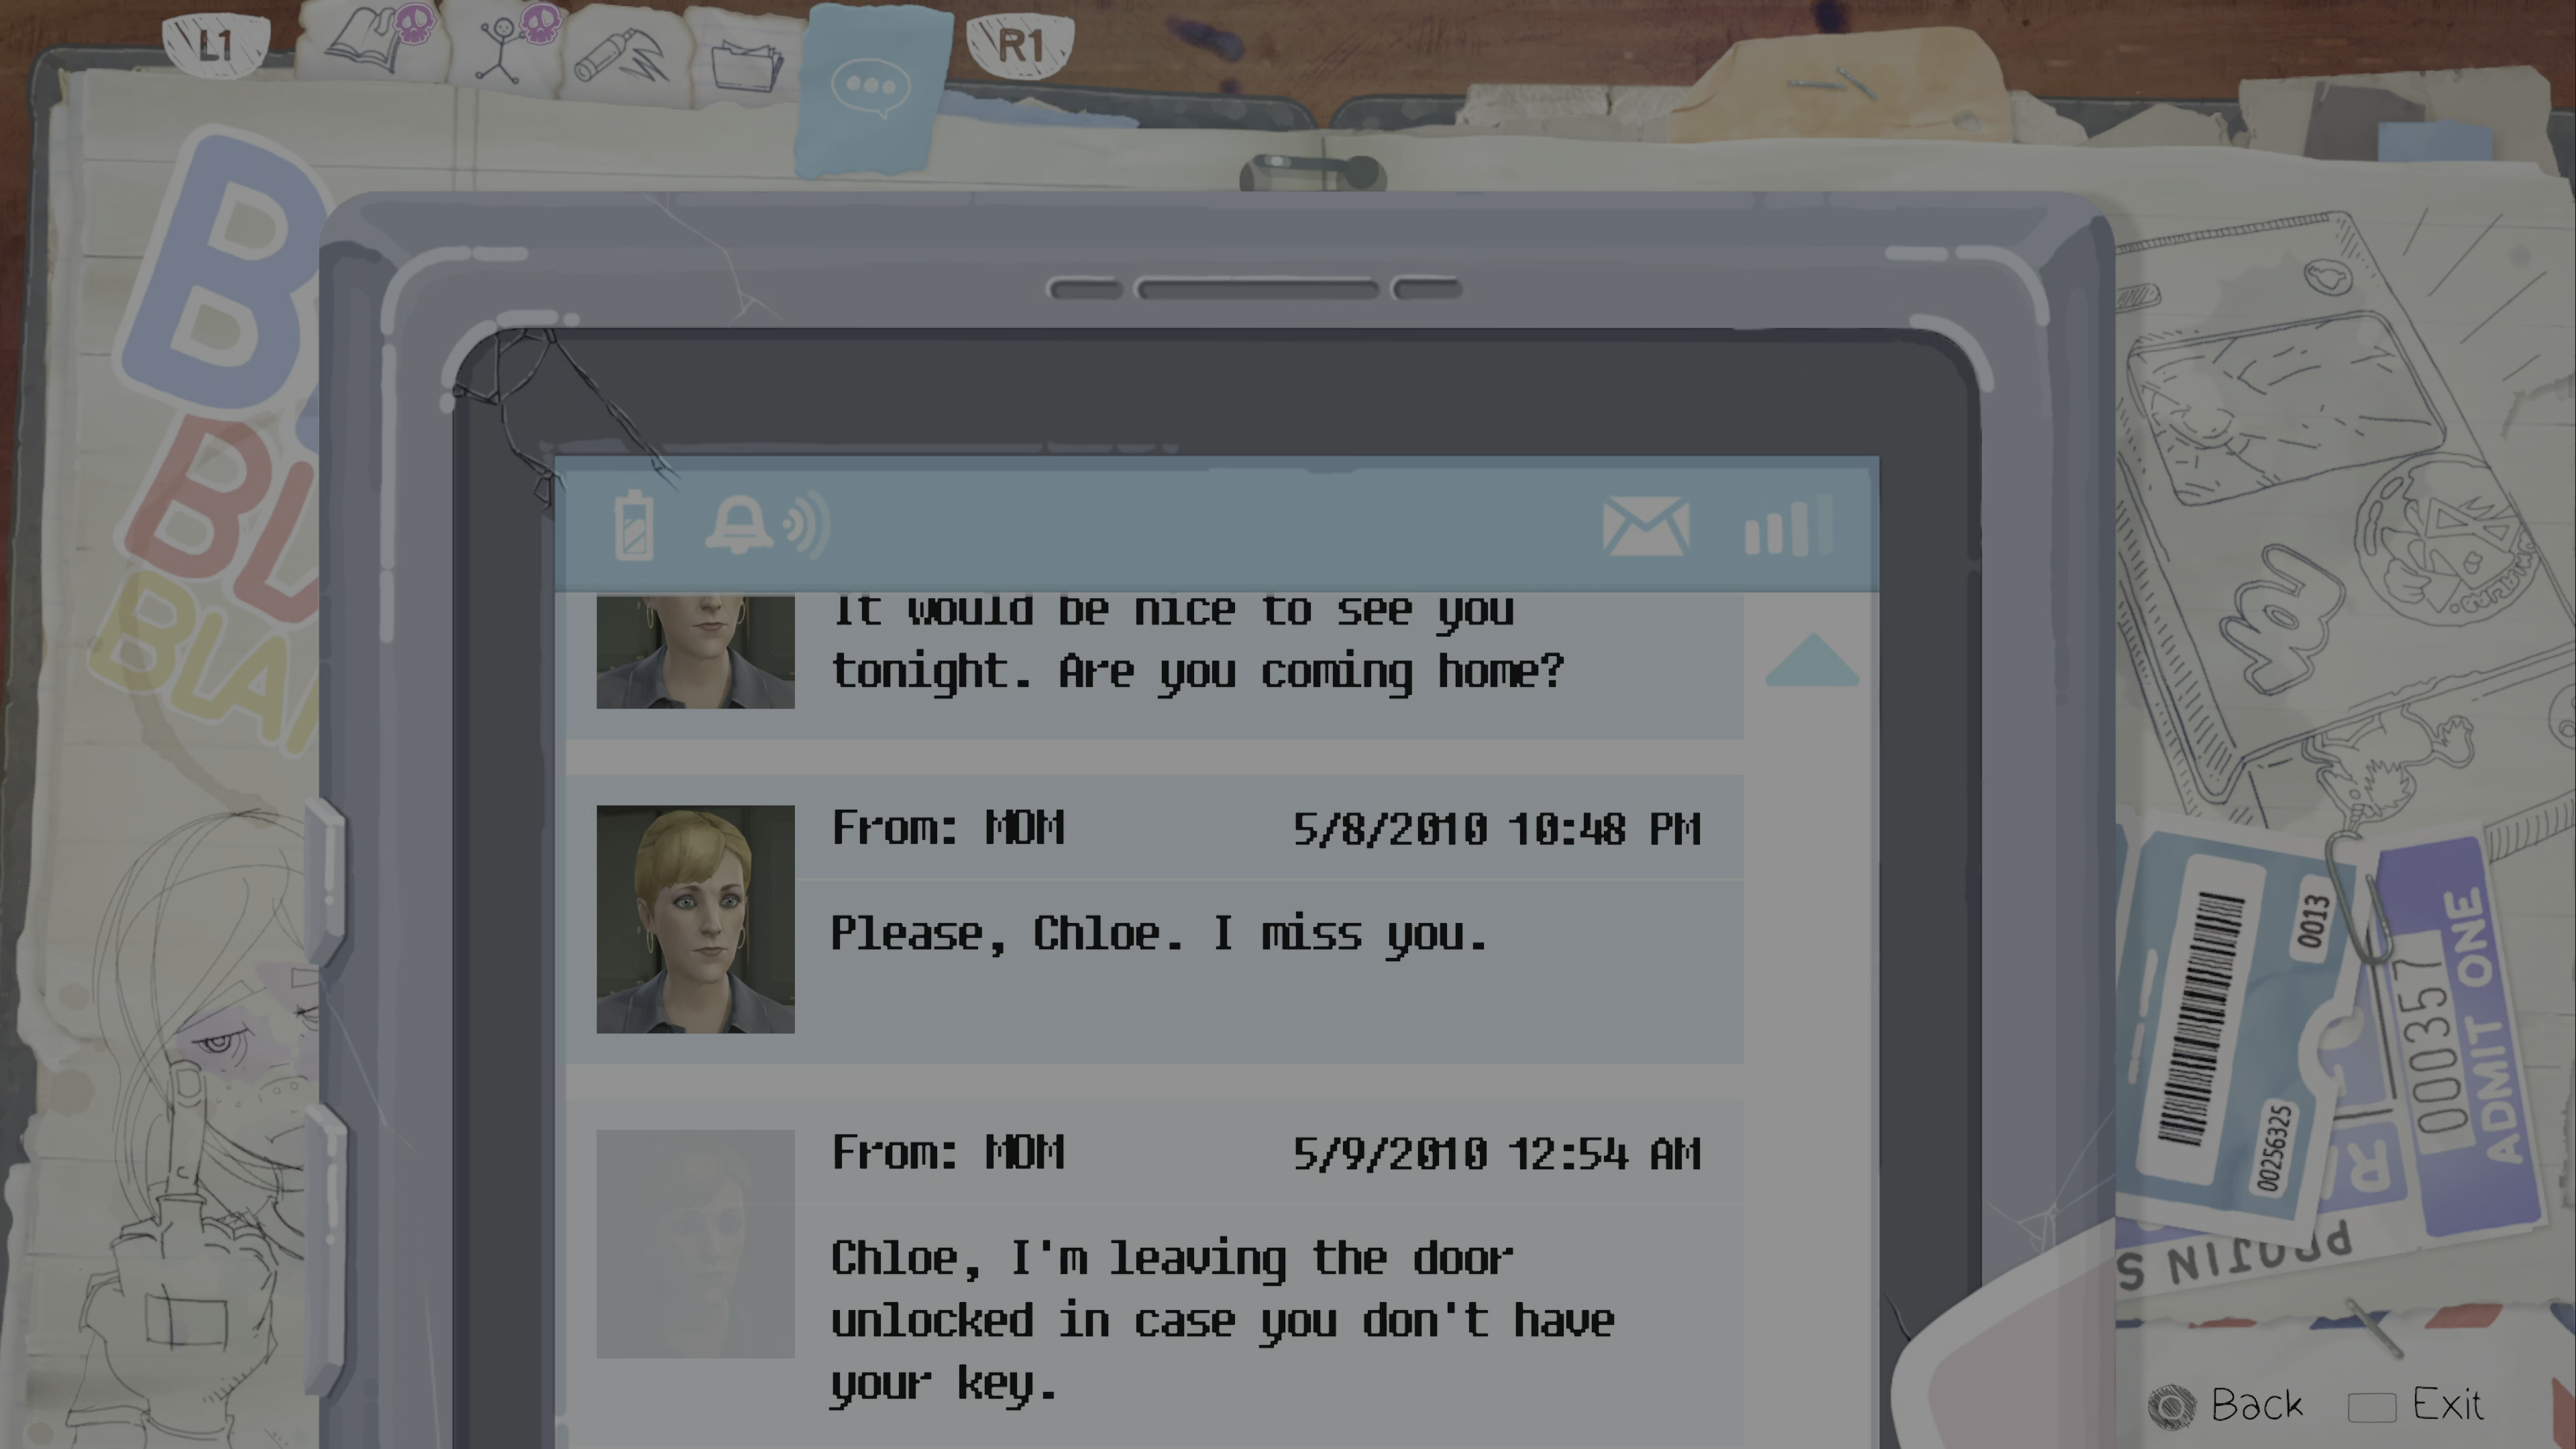 L1
R1
BLAH
It would be nice to see you
tonight. Are you coming home?
From: MOM 5/8/2010 10:48 PM
Please, Chloe. I miss you.
From: MOM 5/9/2010 12:54 AM
Chloe, I'm leaving the door
unlocked in case you don't have
your key.
0013
00256325
000357
ADMIT ONE
Back
Exit